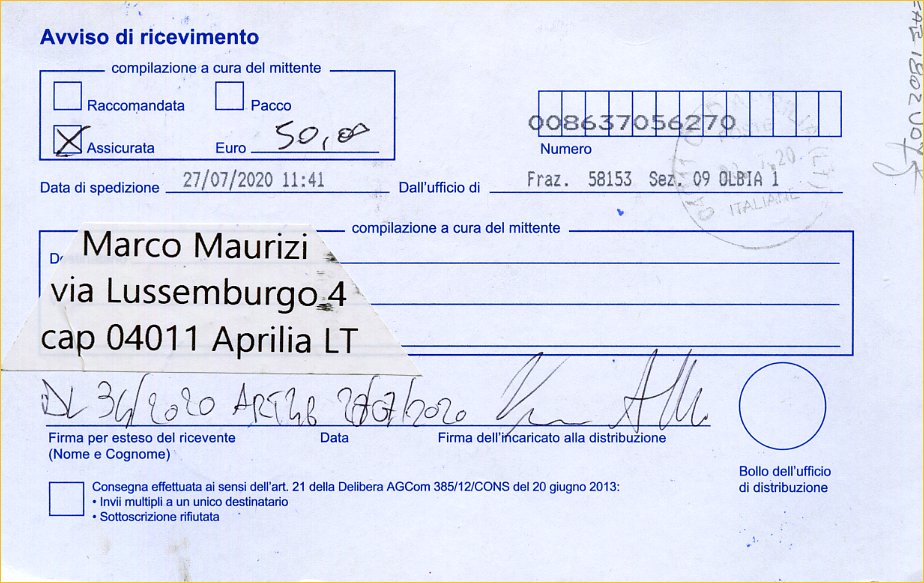 Avviso di ricevimento
compilazione a cura del mittente
Raccomandata
Pacco
Assicurata
Euro 50,00
008637056270
Numero
Data di spedizione 27/07/2020 11:41
Dall'ufficio di Fraz. 58153 Sez. 09 OLBIA 1
compilazione a cura del mittente
Marco Maurizi
via Lussemburgo 4
cap 04011 Aprilia LT
DL 34/2020 28/07/2020
Firma per esteso del ricevente
(Nome e Cognome)
Data
Firma dell'incaricato alla distribuzione
Bollo dell'ufficio
di distribuzione
Consegna effettuata ai sensi dell'art. 21 della Delibera AGCom 385/12/CONS del 20 giugno 2013:
• Invii multipli a un unico destinatario
• Sottoscrizione rifiutata
POSTE
ITALIANE